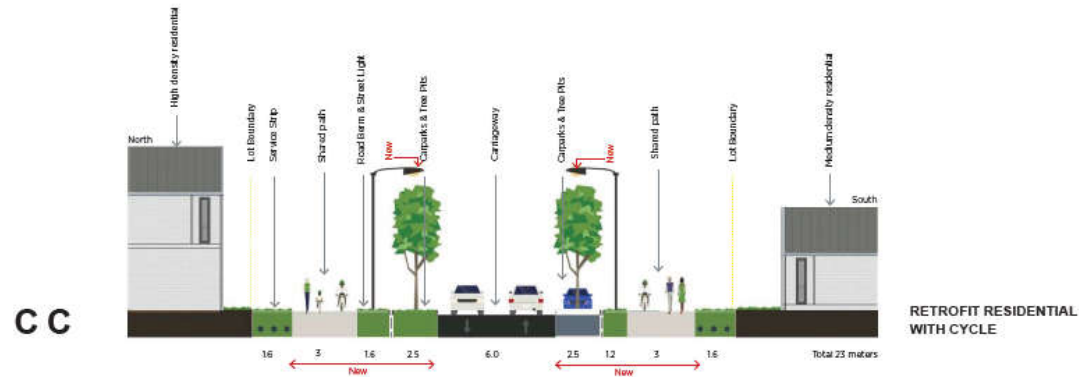 High density residential
Lot Boundary
Service Strip
Shared path
Road Berm & Street Light
New
Carparks & Tree Pits
Carriageway
Carparks & Tree Pits
New
Shared path
Lot Boundary
Medium density residential
North
South
C C
RETROFIT RESIDENTIAL
WITH CYCLE
1.6 3 1.6 2.5 6.0 2.5 1.2 3 1.6 Total 23 meters
New New